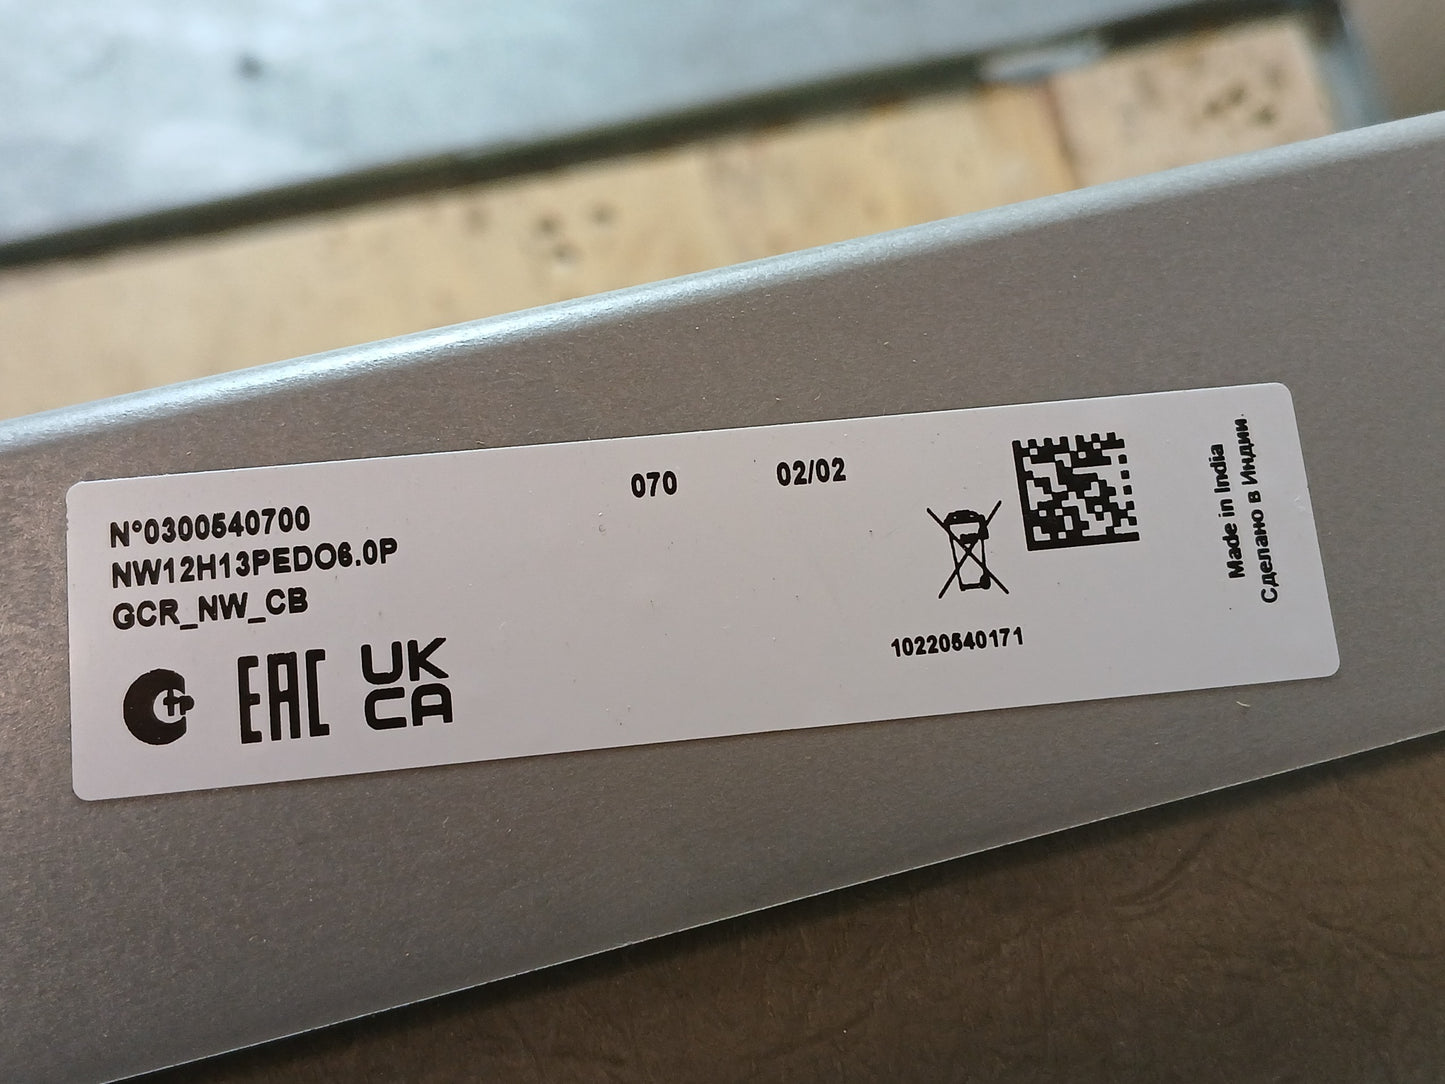 N°0300540700
NW12H13PEDO6.0P
GCR_NW_CB
070
02/02
EAC
UK
CA
10220540171
Made in India
Сделано в Индии.